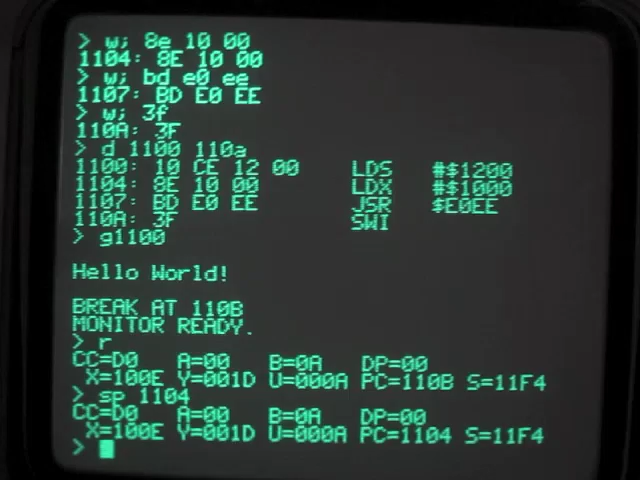 > w; 8e 10 00
1104: 8E 10 00
> w; bd e0 ee
1107: BD E0 EE
> w; 3f
110A: 3F
> d 1100 110a
1100: 10 CE 12 00 LDS #$1200
1104: 8E 10 00 LDX #$1000
1107: BD E0 EE JSR $E0EE
110A: 3F SWI
> g1100
Hello World!
BREAK AT 110B
MONITOR READY.
> r
CC=D0 A=00 B=0A DP=00
X=100E Y=001D U=000A PC=110B S=11F4
> sp 1104
CC=D0 A=00 B=0A DP=00
X=100E Y=001D U=000A PC=1104 S=11F4
>